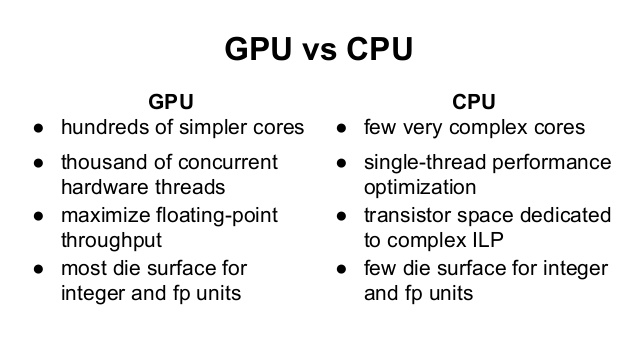 GPU vs CPU
GPU
● hundreds of simpler cores
● thousand of concurrent
hardware threads
● maximize floating-point
throughput
● most die surface for
integer and fp units
CPU
● few very complex cores
● single-thread performance
optimization
● transistor space dedicated
to complex ILP
● few die surface for integer
and fp units